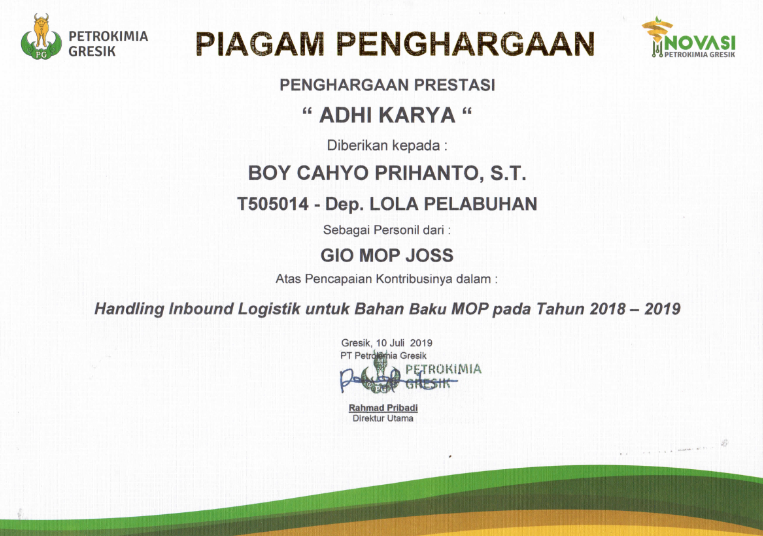 PETROKIMIA
GRESIK
PIAGAM PENGHARGAAN
INOVASI
PETROKIMIA GRESIK
PENGHARGAAN PRESTASI
“ ADHI KARYA “
Diberikan kepada :
BOY CAHYO PRIHANTO, S.T.
T505014 - Dep. LOLA PELABUHAN
Sebagai Personil dari :
GIO MOP JOSS
Atas Pencapaian Kontribusinya dalam :
Handling Inbound Logistik untuk Bahan Baku MOP pada Tahun 2018 – 2019
Gresik, 10 Juli 2019
PT Petrokimia Gresik
PETROKIMIA
GRESIK
PG
Rahmad Pribadi
Direktur Utama